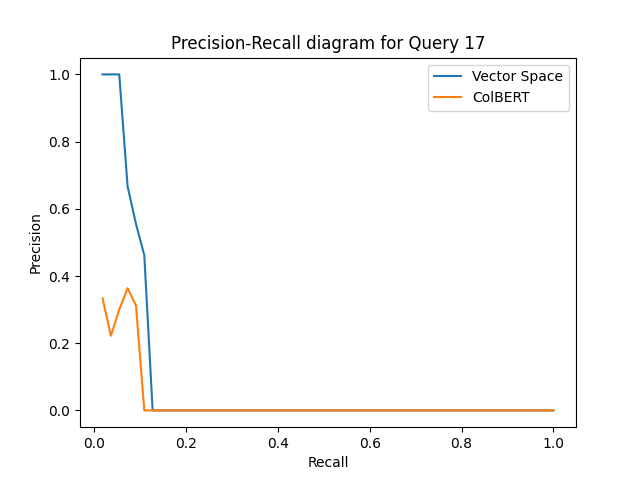 Precision-Recall diagram for Query 17
Vector Space
ColBERT
Precision
1.0
0.8
0.6
0.4
0.2
0.0
0.0 0.2 0.4 0.6 0.8 1.0
Recall